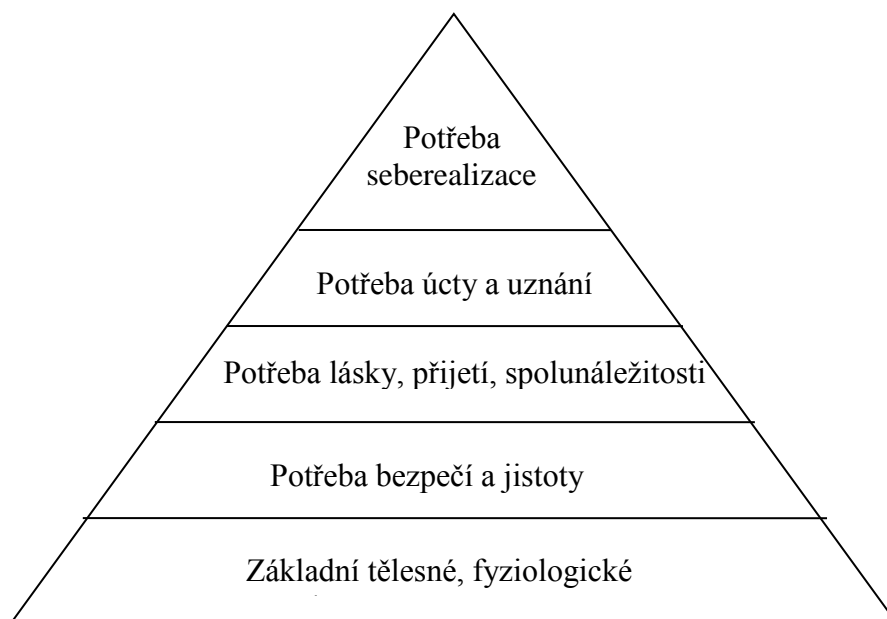 Potřeba
seberealizace
Potřeba úcty a uznání
Potřeba lásky, přijetí, spolunáležitosti
Potřeba bezpečí a jistoty
Základní tělesné, fyziologické